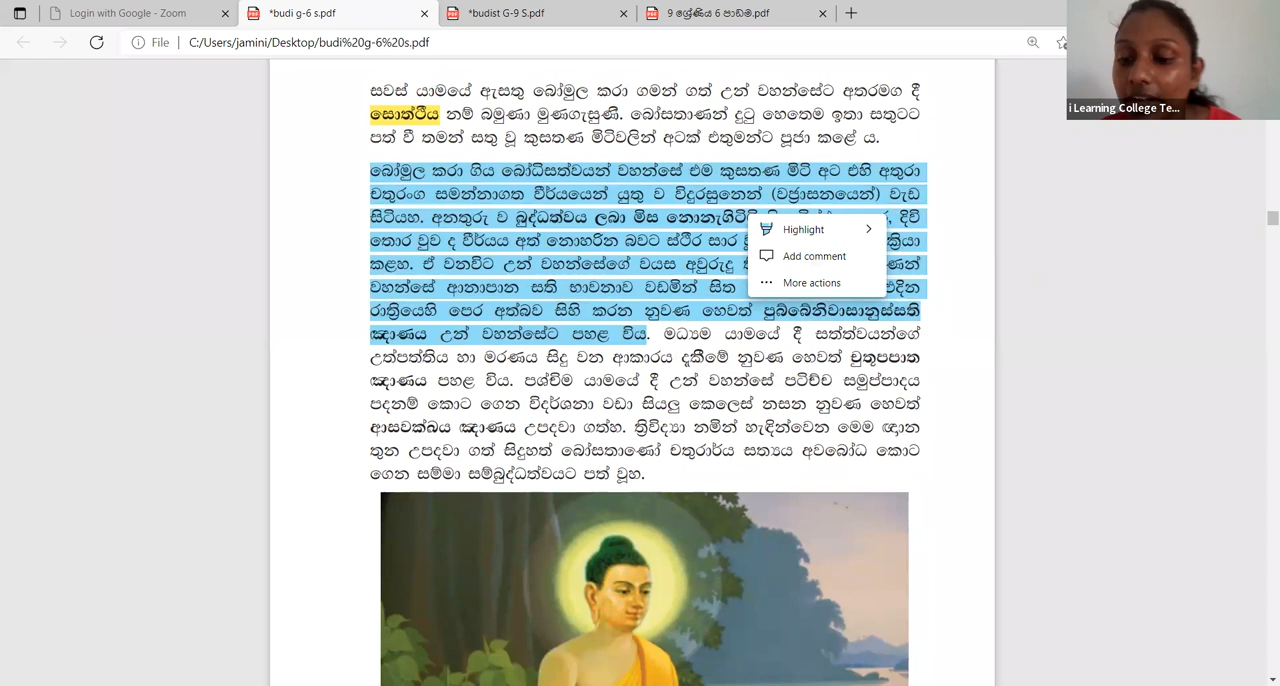 Login with Google - Zoom
*budi g-6 s.pdf
*budist G-9 S.pdf
9 ශ්‍රේණිය 6 පාඩම.pdf
File
C:/Users/jamini/Desktop/budi%20g-6%20s.pdf
i Learning College Te...
සවස් යාමයේ ඇසතු බෝමුල කරා ගමන් ගත් උන් වහන්සේට අතරමග දී
සොත්ථිය නම් බමුණා මුණගැසුණි. බෝසතාණන් දුටු හෙතෙම ඉතා සතුටට
පත් වී තමන් සතු වූ කුසතණ මිටිවලින් අටක් එතුමන්ට පූජා කළේ ය.
බෝමුල කරා ගිය බෝධිසත්වයන් වහන්සේ එම කුසතණ මිටි අට එහි අතුරා
චතුරංග සමන්නාගත වීර්යයෙන් යුතු ව විදුරසුනෙන් (වජ්‍රාසනයෙන්) වැඩ
සිටියහ. අනතුරු ව බුද්ධත්වය ලබා මිස නොනැගිටිමි , දිවි
තොර වුව ද වීර්යය අත් නොහරින බවට ස්ථීර සාර ක්‍රියා
කළහ. ඒ වනවිට උන් වහන්සේගේ වයස අවුරුදු
වහන්සේ ආනාපාන සති භාවනාව වඩමින් සිත එදින
රාත්‍රියෙහි පෙර අත්බව සිහි කරන නුවණ හෙවත් පුබ්බේනිවාසානුස්සති
ඤාණය උන් වහන්සේට පහළ විය. මධ්‍යම යාමයේ දී සත්ත්වයන්ගේ
උත්පත්තිය හා මරණය සිදු වන ආකාරය දැකීමේ නුවණ හෙවත් චුතූපපාත
ඤාණය පහළ විය. පශ්චිම යාමයේ දී උන් වහන්සේ පටිච්ච සමුප්පාදය
පදනම් කොට ගෙන විදර්ශනා වඩා සියලු කෙලෙස් නසන නුවණ හෙවත්
ආසවක්ඛය ඤාණය උපදවා ගත්හ. ත්‍රිවිද්‍යා නමින් හැඳින්වෙන මෙම ඥාන
තුන උපදවා ගත් සිදුහත් බෝසතාණෝ චතුරාර්ය සත්‍යය අවබෝධ කොට
ගෙන සම්මා සම්බුද්ධත්වයට පත් වූහ.
Highlight
Add comment
More actions